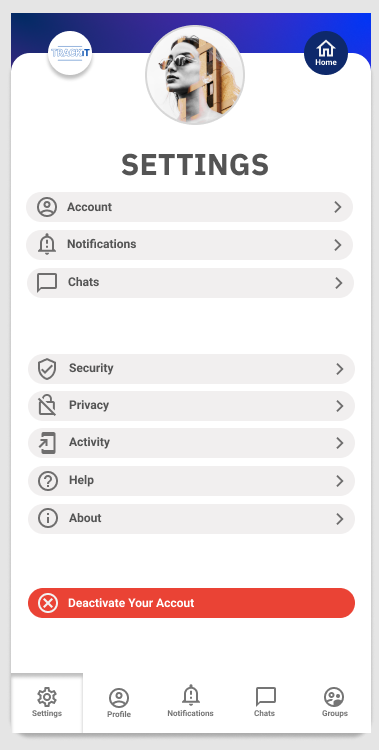 TRACKiT
Home
SETTINGS
Account
Notifications
Chats
Security
Privacy
Activity
Help
About
Deactivate Your Accout
Settings
Profile
Notifications
Chats
Groups